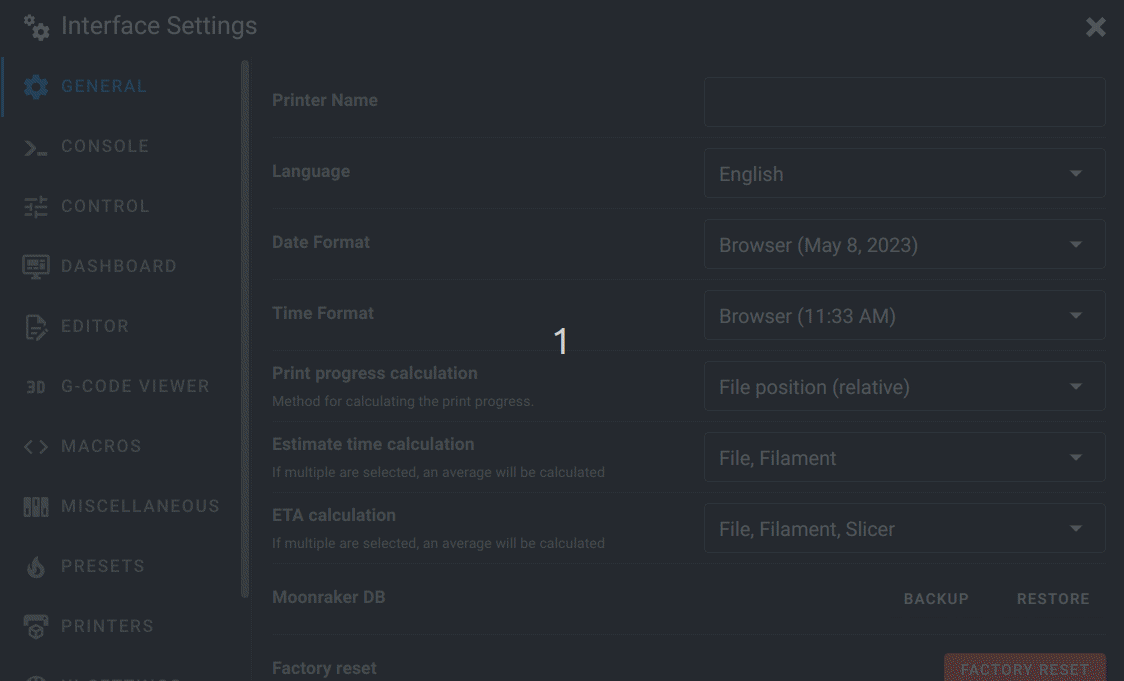 Interface Settings
GENERAL
CONSOLE
CONTROL
DASHBOARD
EDITOR
3D G-CODE VIEWER
MACROS
MISCELLANEOUS
PRESETS
PRINTERS
UI SETTINGS
Printer Name
Language
English
Date Format
Browser (May 8, 2023)
Time Format
Browser (11:33 AM)
1
Print progress calculation
Method for calculating the print progress.
File position (relative)
Estimate time calculation
If multiple are selected, an average will be calculated
File, Filament
ETA calculation
If multiple are selected, an average will be calculated
File, Filament, Slicer
Moonraker DB
BACKUP
RESTORE
Factory reset
FACTORY RESET